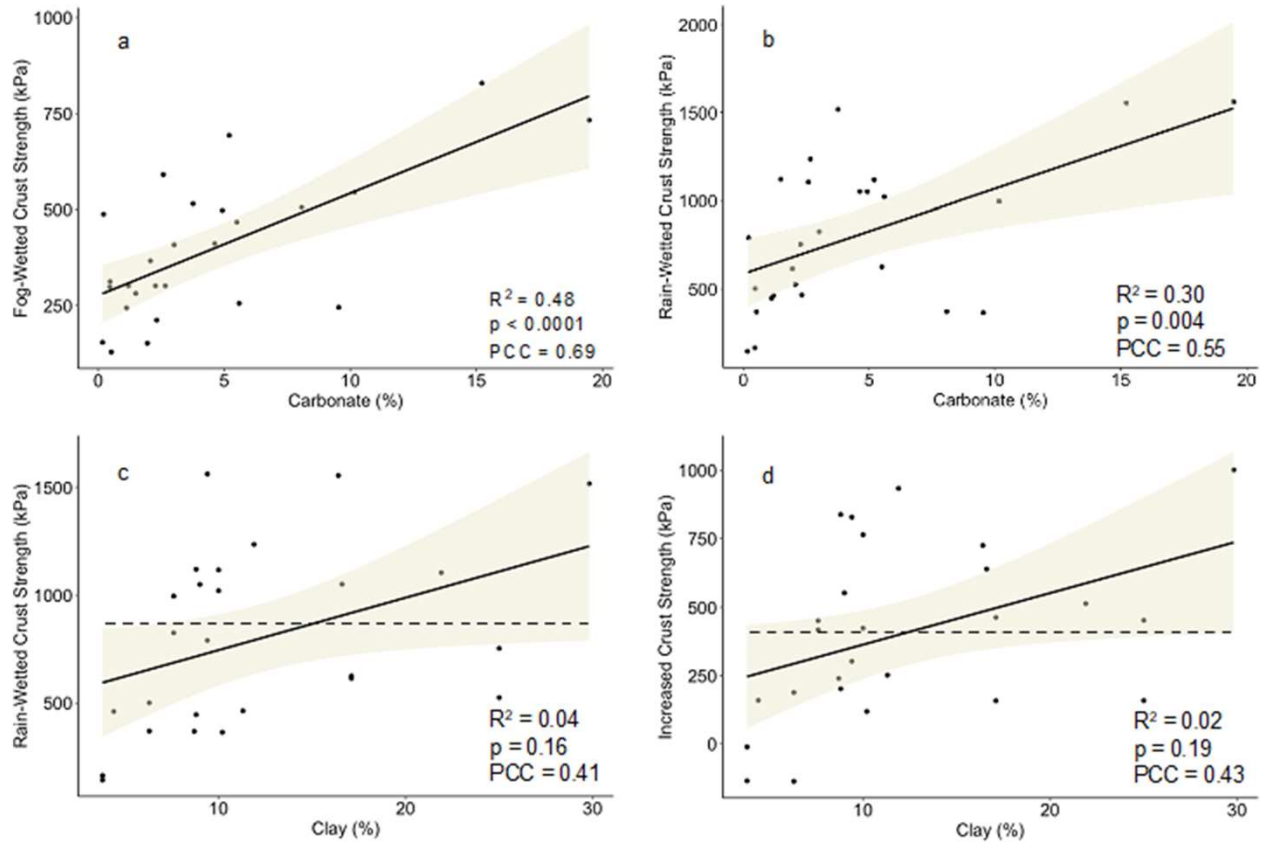 a
Fog-Wetted Crust Strength (kPa)
1000
750
500
250
R² = 0.48
p < 0.0001
PCC = 0.69
0 5 10 15 20
Carbonate (%)
b
Rain-Wetted Crust Strength (kPa)
2000
1500
1000
500
R² = 0.30
p = 0.004
PCC = 0.55
0 5 10 15 20
Carbonate (%)
c
Rain-Wetted Crust Strength (kPa)
1500
1000
500
R² = 0.04
p = 0.16
PCC = 0.41
10 20 30
Clay (%)
d
Increased Crust Strength (kPa)
1000
750
500
250
0
R² = 0.02
p = 0.19
PCC = 0.43
10 20 30
Clay (%)